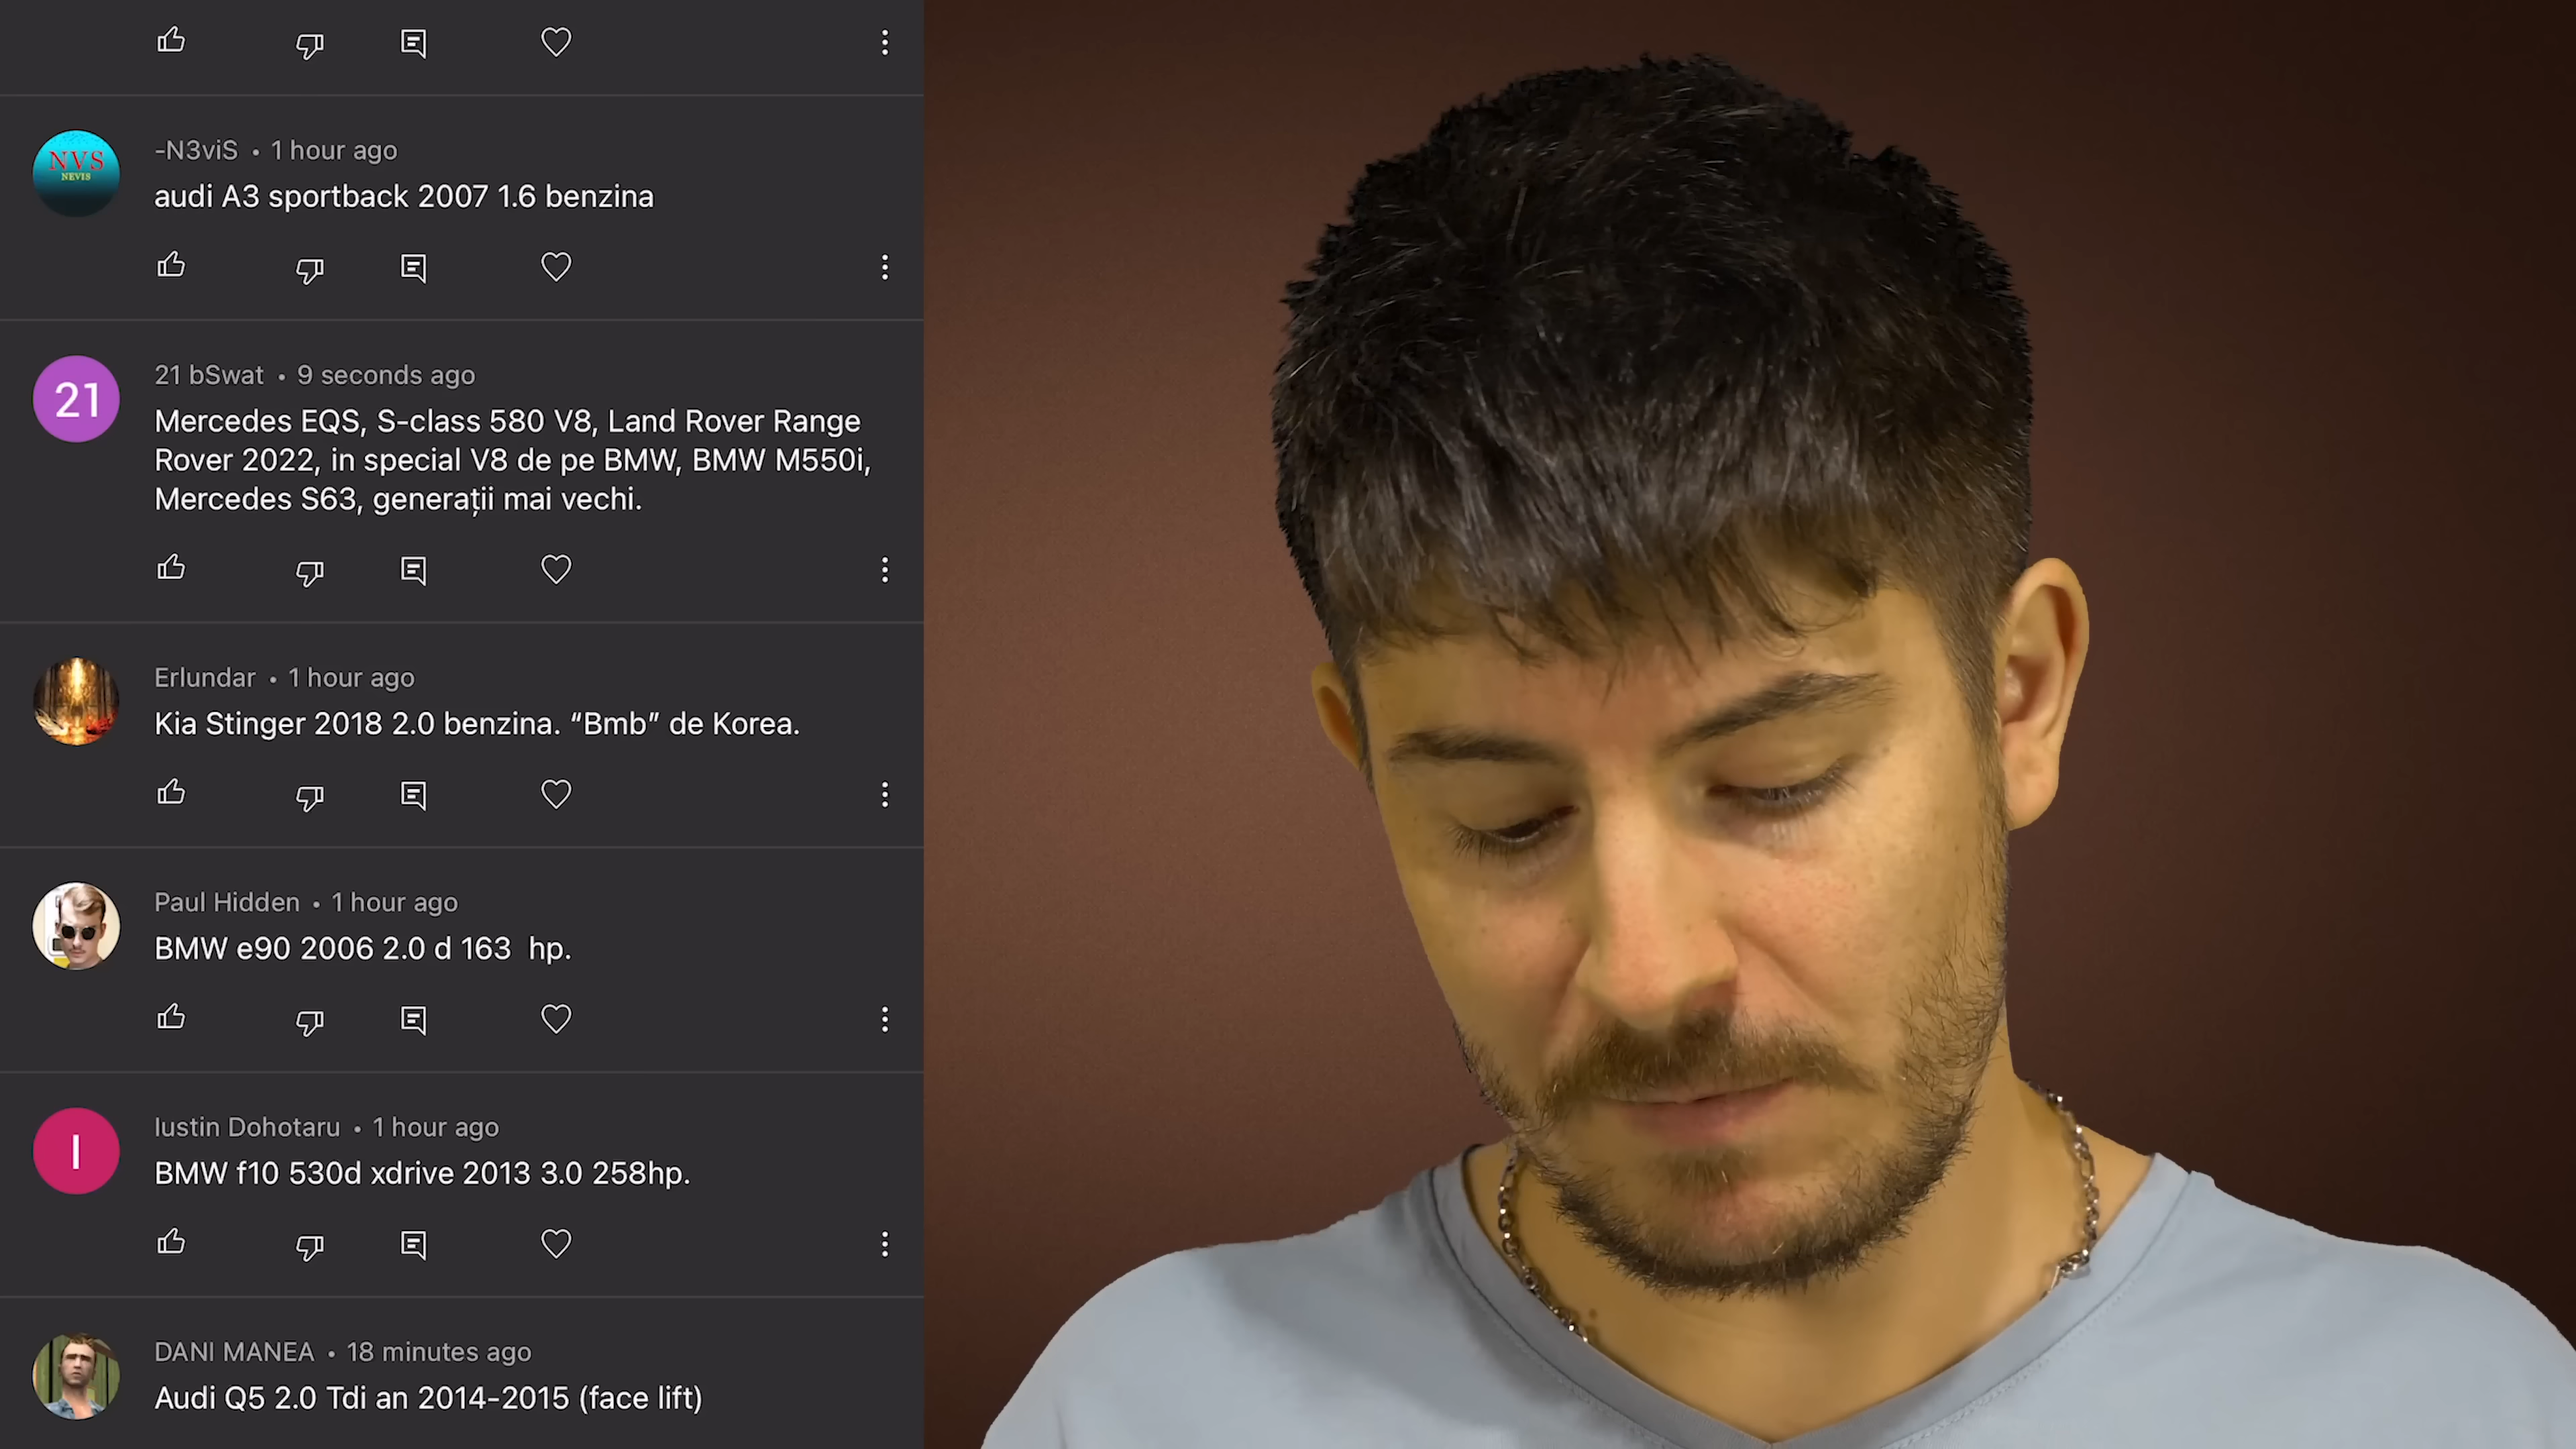 NVS
NEVIS
-N3viS • 1 hour ago
audi A3 sportback 2007 1.6 benzina
21
21 bSwat • 9 seconds ago
Mercedes EQS, S-class 580 V8, Land Rover Range
Rover 2022, in special V8 de pe BMW, BMW M550i,
Mercedes S63, generații mai vechi.
Erlundar • 1 hour ago
Kia Stinger 2018 2.0 benzina. “Bmb” de Korea.
Paul Hidden • 1 hour ago
BMW e90 2006 2.0 d 163 hp.
I
Iustin Dohotaru • 1 hour ago
BMW f10 530d xdrive 2013 3.0 258hp.
DANI MANEA • 18 minutes ago
Audi Q5 2.0 Tdi an 2014-2015 (face lift)